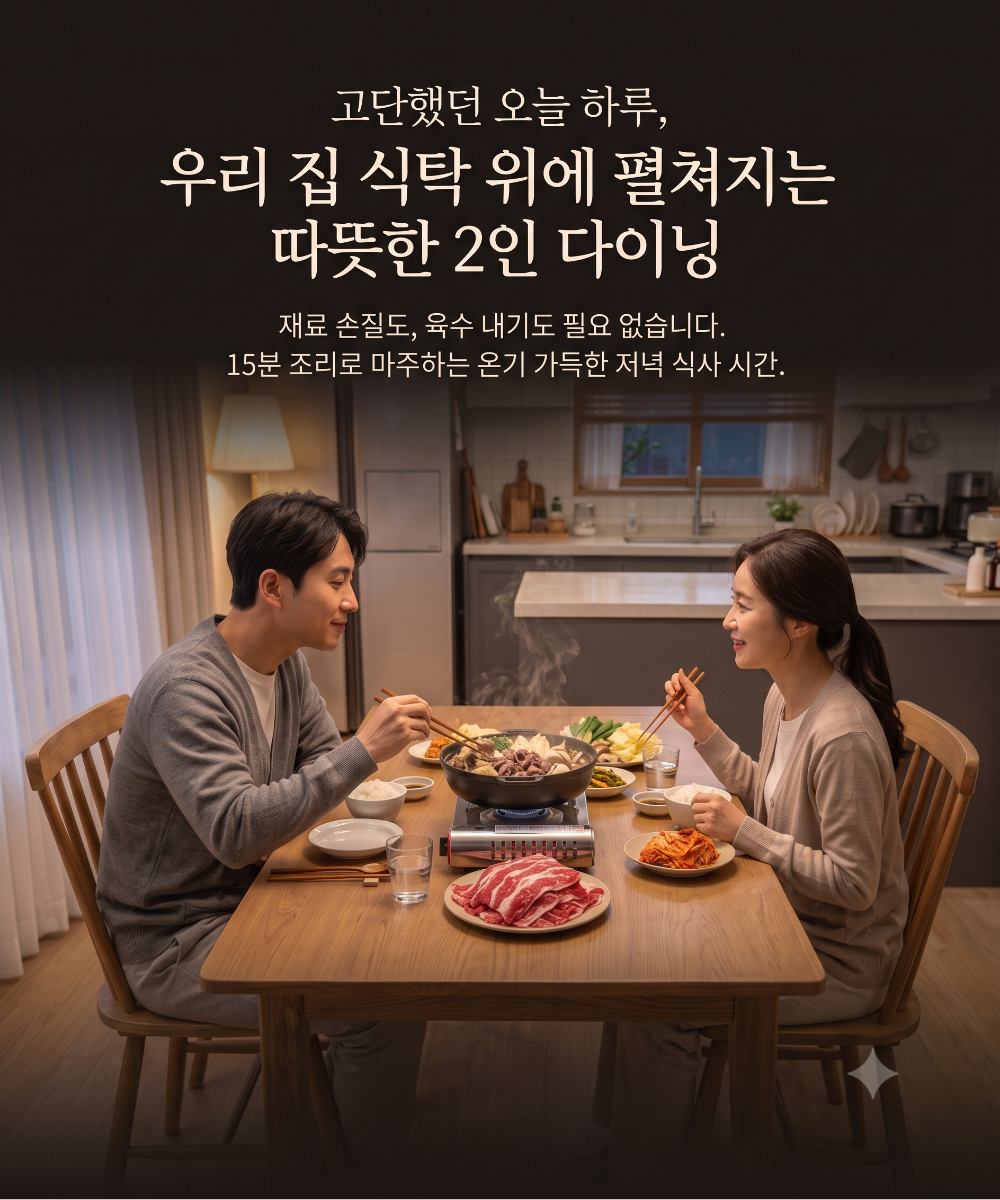 고단했던 오늘 하루,
우리 집 식탁 위에 펼쳐지는
따뜻한 2인 다이닝
재료 손질도, 육수 내기도 필요 없습니다.
15분 조리로 마주하는 온기 가득한 저녁 식사 시간.